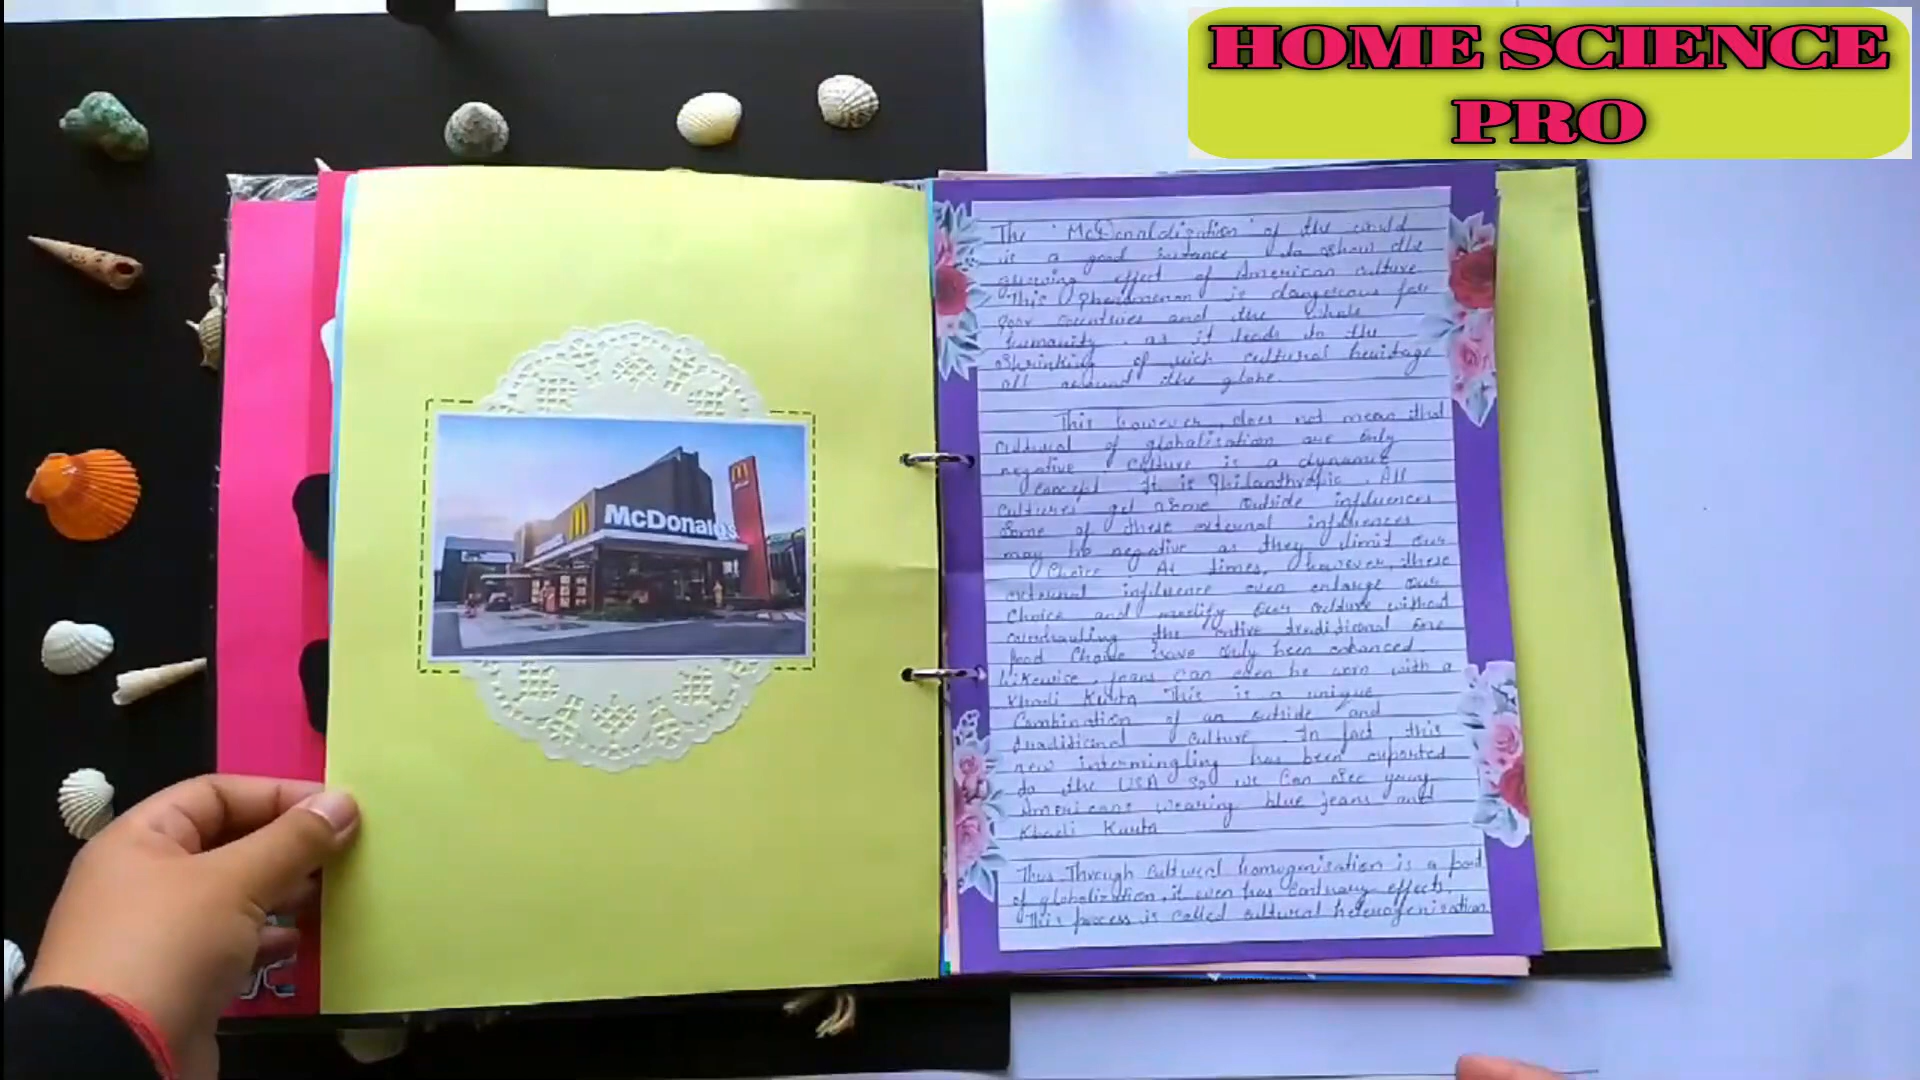 HOME SCIENCE
PRO
McDonald's
The 'McDonaldization' of the world
is a good instance to show the
growing effect of American culture
This Phenomenon is dangerous for
poor countries and the whole
humanity, as it leads to the
Shrinking of rich cultural heritage
all around the globe.
This however, does not mean that
cultural of globalisation are only
negative. Culture is a dynamic
concept It is Philanthropic. All
cultures get some outside influences
Some of these external influences
may be negative as they limit our
Choice At times, however, these
external influence even enlarge our
Choice and modify our culture without
the entire traditional One
food Choice have only been enhanced.
Likewise, jeans can even be worn with a
Khadi Kurta This is a unique
Combination of an outside and
traditional culture In fact, this
new intermingling has been exported
to the USA so we Can see young
Americans wearing blue jeans and
Khadi Kurta
Thus Through cultural homogenisation is a part
of globalization, it even has contrary effects.
This process is called cultural heterogenisation